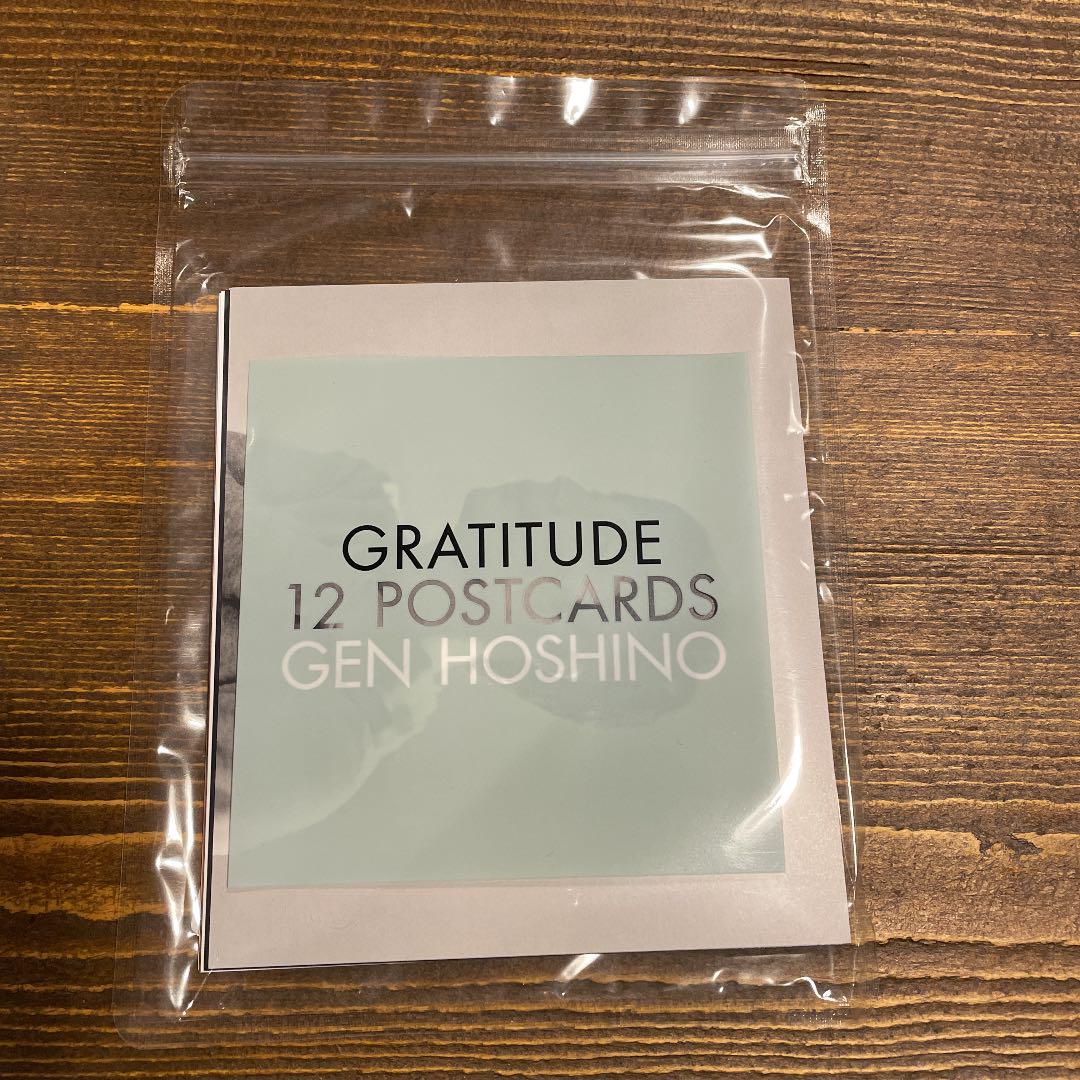 GRATITUDE
12 POSTCARDS
GEN HOSHINO